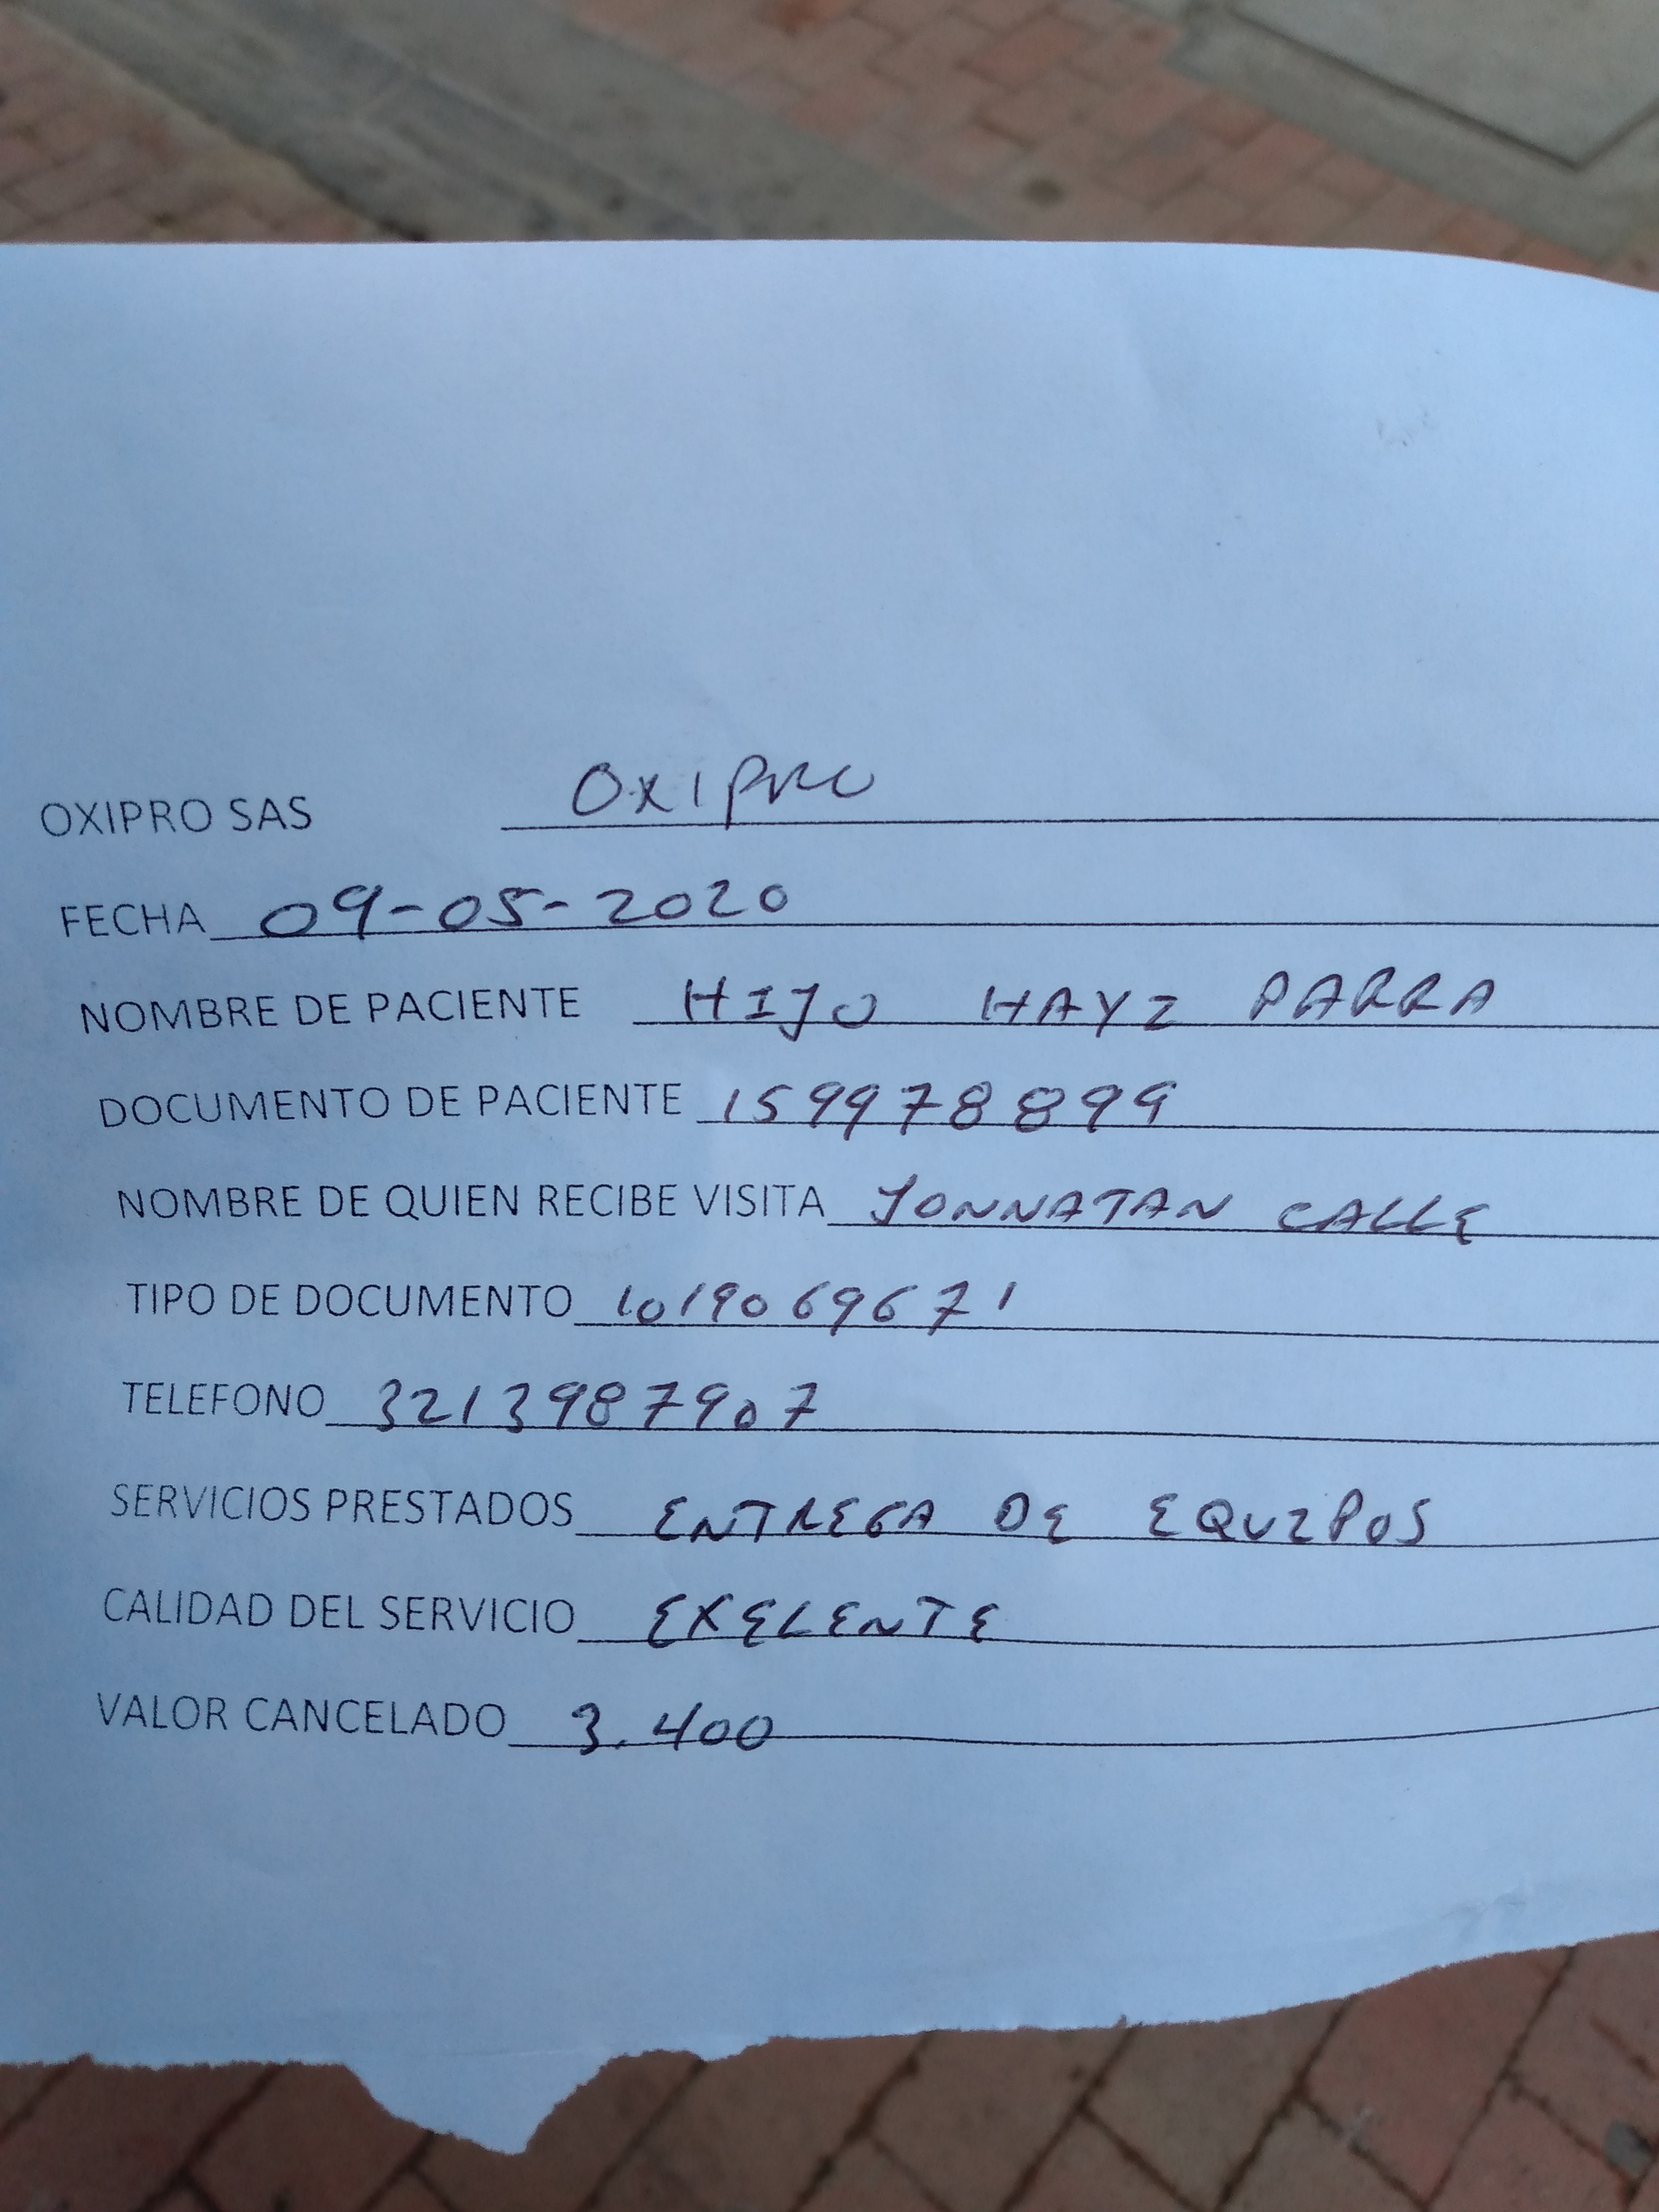 OXIPRO SAS OXIPRO
FECHA 09-05-2020
NOMBRE DE PACIENTE HIJO HAYZ PARRA
DOCUMENTO DE PACIENTE 159978899
NOMBRE DE QUIEN RECIBE VISITA JONNATAN CALLE
TIPO DE DOCUMENTO 1019069671
TELEFONO 3213987907
SERVICIOS PRESTADOS ENTREGA DE EQUIPOS
CALIDAD DEL SERVICIO EXELENTE
VALOR CANCELADO 3.400